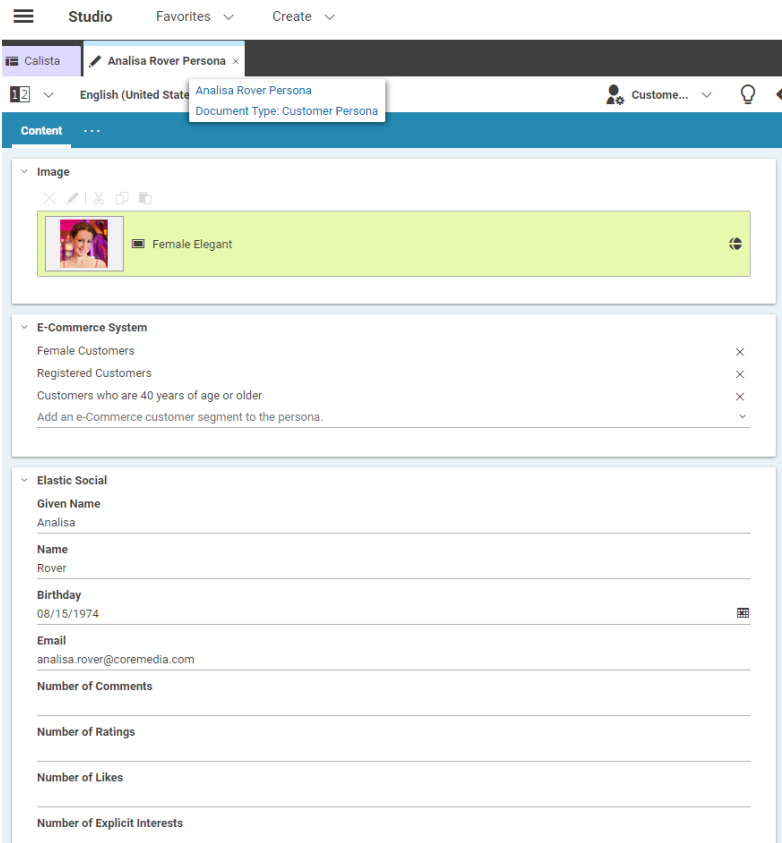 Studio Favorites Create
Calista Analisa Rover Persona ×
12 English (United State Custome...
Analisa Rover Persona
Document Type: Customer Persona
Content ...
Image
Female Elegant
E-Commerce System
Female Customers
Registered Customers
Customers who are 40 years of age or older
Add an e-Commerce customer segment to the persona.
Elastic Social
Given Name
Analisa
Name
Rover
Birthday
08/15/1974
Email
analisa.rover@coremedia.com
Number of Comments
Number of Ratings
Number of Likes
Number of Explicit Interests